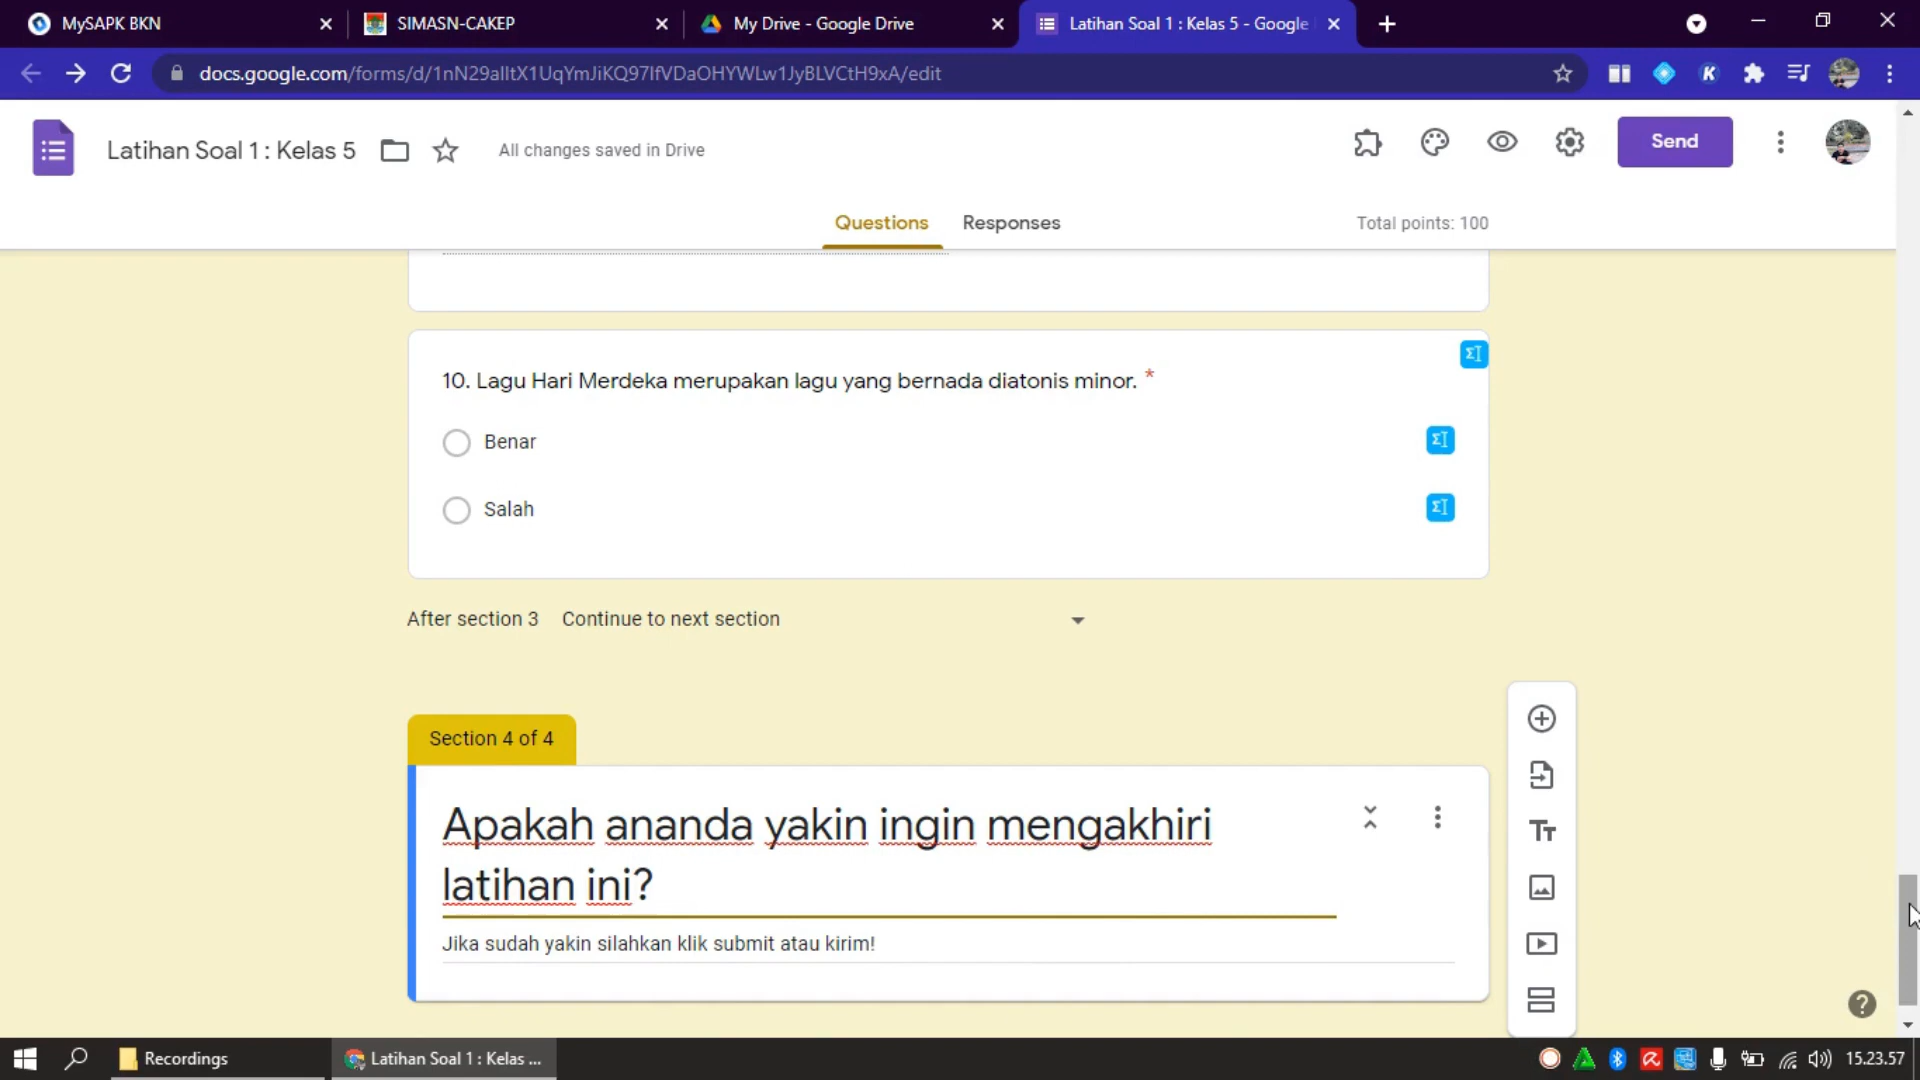 MySAPK BKN
SIMASN-CAKEP
My Drive - Google Drive
Latihan Soal 1 : Kelas 5 - Google
docs.google.com/forms/d/1nN29aIltX1UqYmJiKQ97IfVDaOHYWLw1JyBLVCtH9xA/edit
Latihan Soal 1 : Kelas 5
All changes saved in Drive
Send
Questions
Responses
Total points: 100
10. Lagu Hari Merdeka merupakan lagu yang bernada diatonis minor. *
Benar
Salah
After section 3 Continue to next section
Section 4 of 4
Apakah ananda yakin ingin mengakhiri
latihan ini?
Jika sudah yakin silahkan klik submit atau kirim!
Recordings
Latihan Soal 1 : Kelas ...
15.23.57